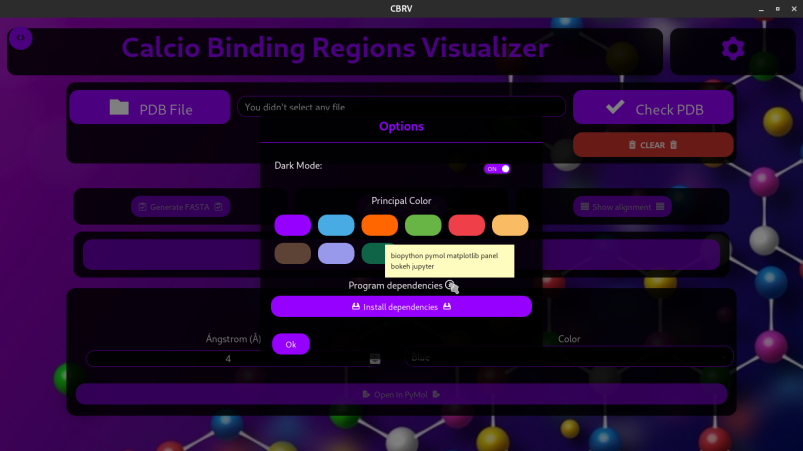 CBRV
Calcio Binding Regions Visualizer
PDB File
You didn't select any file
Check PDB
CLEAR
Options
Dark Mode:
ON
Principal Color
Generate FASTA
Show alignment
biopython pymol matplotlib panel
bokeh jupyter
Program dependencies
Install dependencies
Ok
Ángstrom (Å)
Color
4
Blue
Open in PyMol